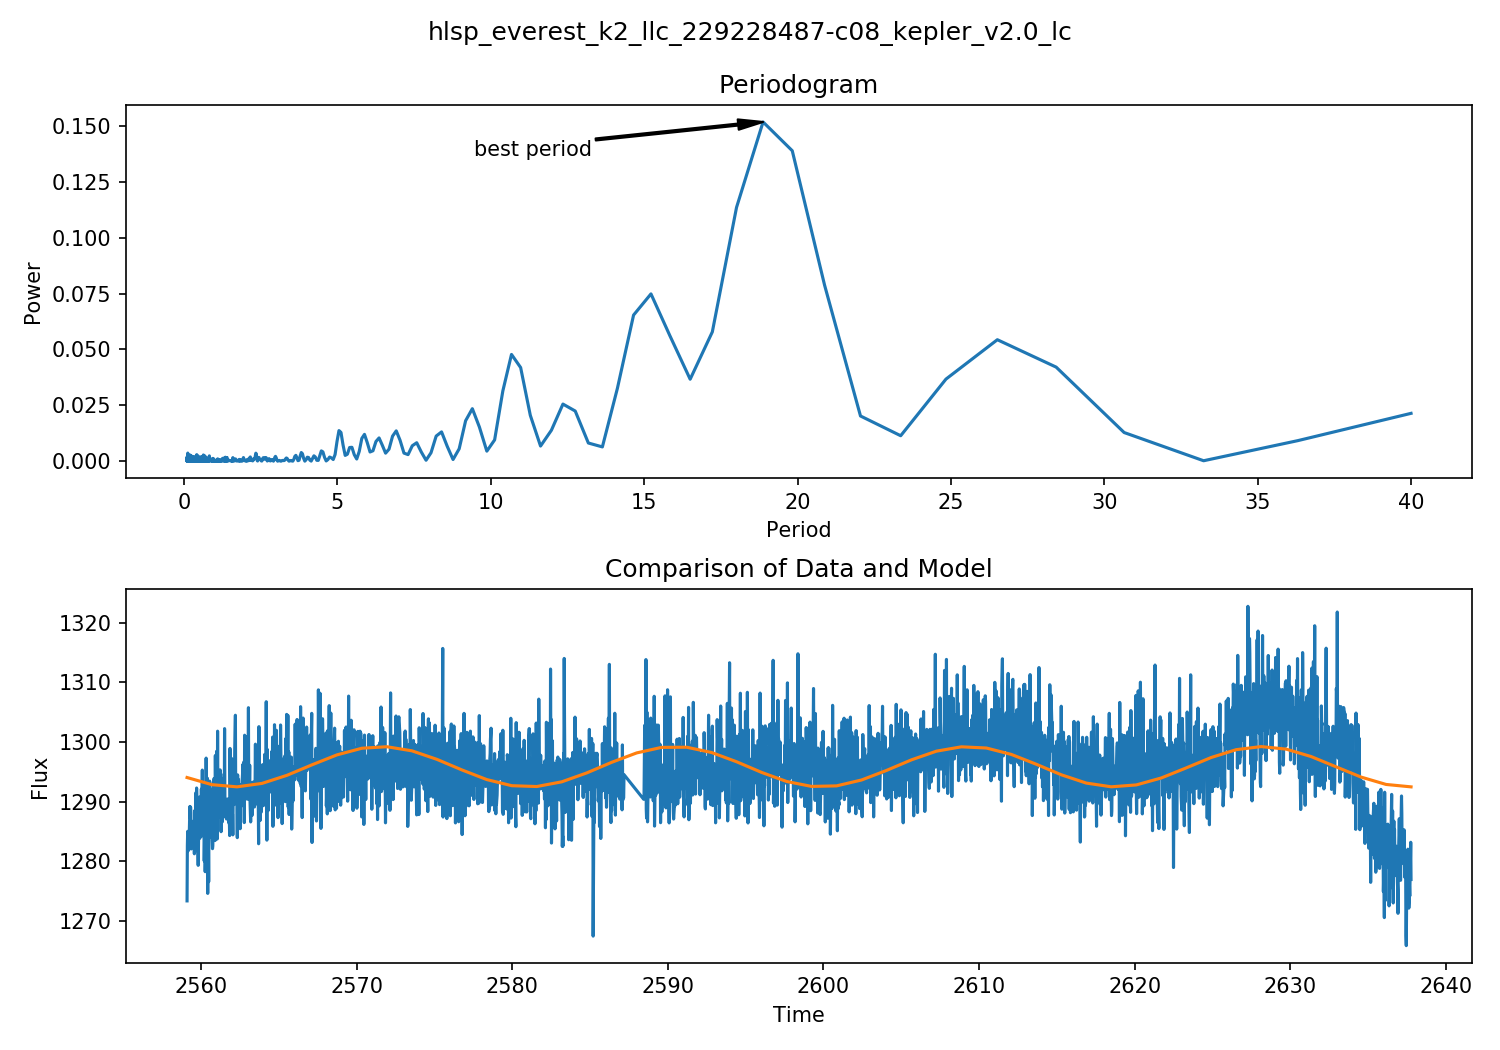 hlsp_everest_k2_llc_229228487-c08_kepler_v2.0_lc
Periodogram
0.150
0.125
0.100
0.075
0.050
0.025
0.000
Power
best period
0 5 10 15 20 25 30 35 40
Period
Comparison of Data and Model
1320
1310
1300
1290
1280
1270
Flux
2560 2570 2580 2590 2600 2610 2620 2630 2640
Time